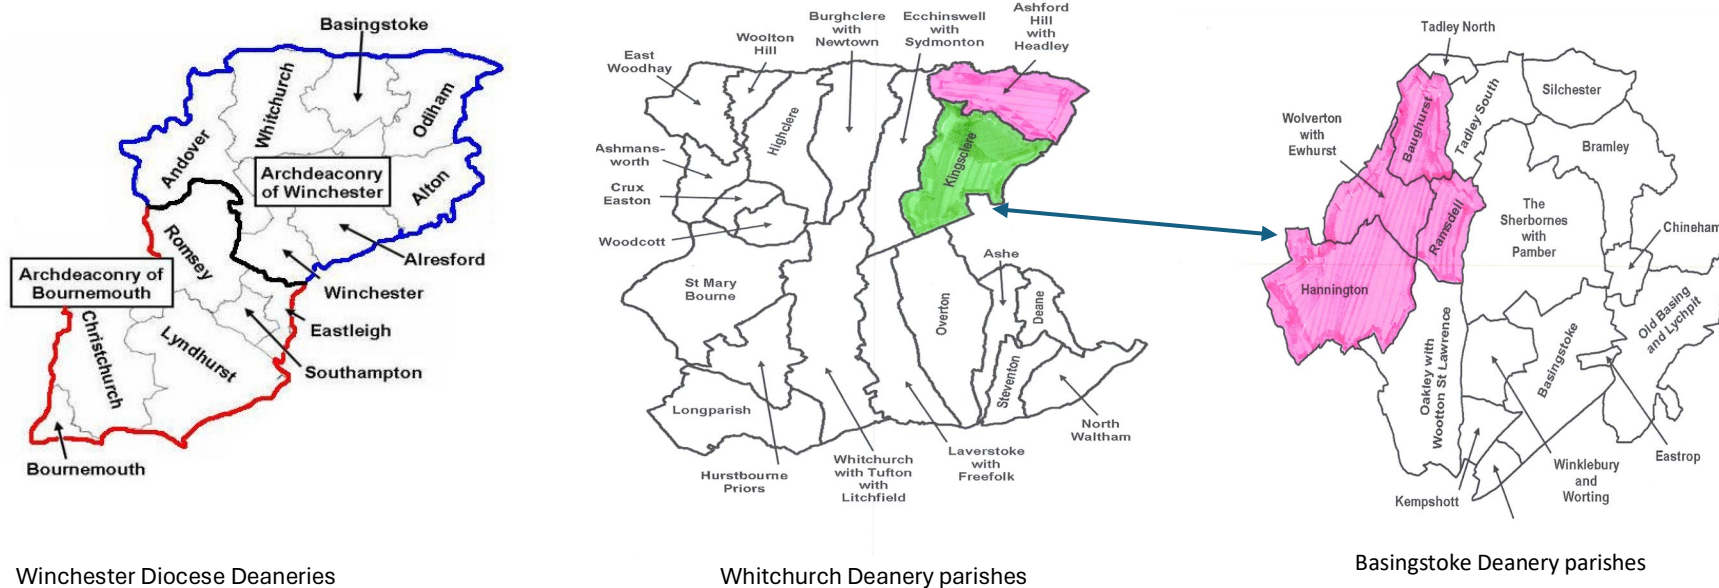 Basingstoke
Whitchurch
Odiham
Andover
Archdeaconry
of Winchester
Alton
Romsey
Alresford
Archdeaconry of
Bournemouth
Winchester
Eastleigh
Christchurch
Lyndhurst
Southampton
Bournemouth
Winchester Diocese Deaneries
East
Woodhay
Woolton
Hill
Burghclere
with
Newtown
Ecchinswell
with
Sydmonton
Ashford
Hill
with
Headley
Highclere
Kingsclere
Ashmans-
worth
Crux
Easton
Woodcott
St Mary
Bourne
Ashe
Overton
Deane
Steventon
Longparish
Hurstbourne
Priors
Whitchurch
with Tufton
with
Litchfield
Laverstoke
with
Freefolk
North
Waltham
Whitchurch Deanery parishes
Tadley North
Silchester
Tadley South
Baughurst
Wolverton
with
Ewhurst
Bramley
The
Sherbornes
with
Pamber
Ramsdell
Chineham
Hannington
Old Basing
and Lychpit
Oakley with
Wootton St Lawrence
Basingstoke
Eastrop
Winklebury
and
Worting
Kempshott
Basingstoke Deanery parishes